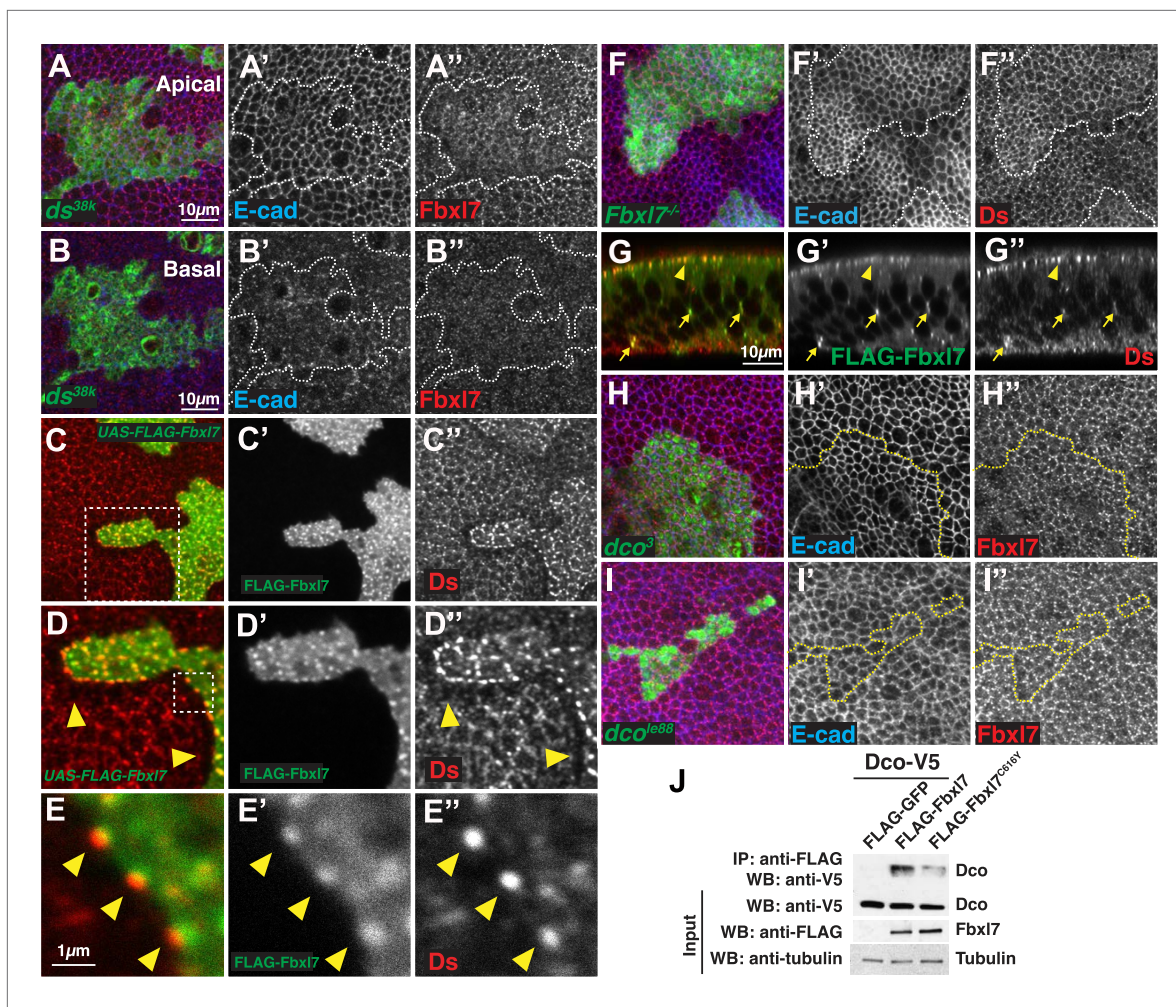 A
Apical
ds38k
10µm
A'
E-cad
A"
Fbxl7
B
Basal
ds38k
10µm
B'
E-cad
B"
Fbxl7
C
UAS-FLAG-Fbxl7
C'
FLAG-Fbxl7
C"
Ds
D
UAS-FLAG-Fbxl7
D'
FLAG-Fbxl7
D"
Ds
E
1µm
E'
FLAG-Fbxl7
E"
Ds
F
Fbxl7-/-
F'
E-cad
F"
Ds
G
10µm
G'
FLAG-Fbxl7
G"
Ds
H
dco3
H'
E-cad
H"
Fbxl7
I
dcole88
I'
E-cad
I"
Fbxl7
J
Dco-V5
FLAG-GFP
FLAG-Fbxl7
FLAG-Fbxl7C616Y
IP: anti-FLAG
WB: anti-V5
Dco
Input
WB: anti-V5
Dco
WB: anti-FLAG
Fbxl7
WB: anti-tubulin
Tubulin